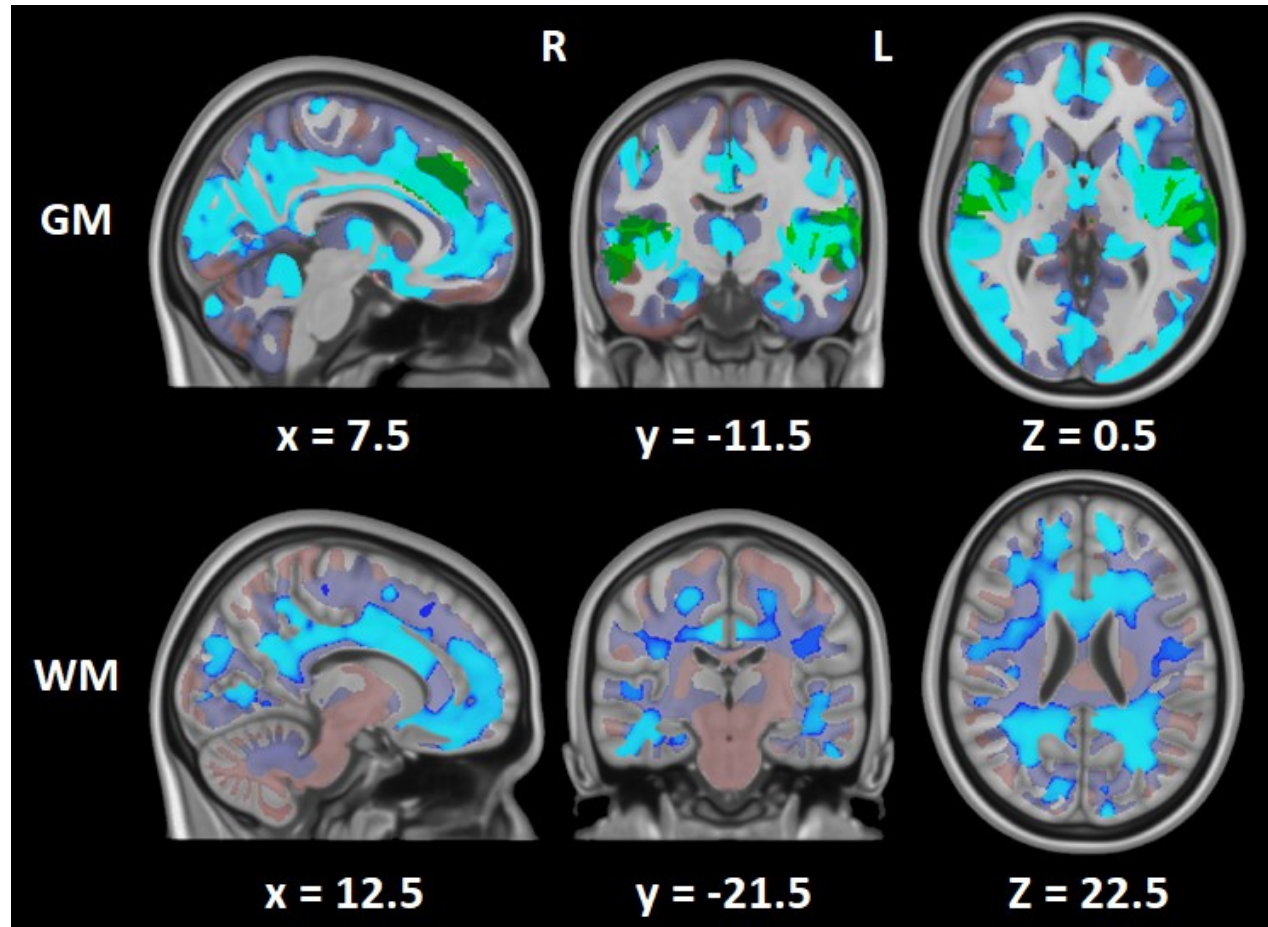 R L
GM
x = 7.5 y = -11.5 Z = 0.5
WM
x = 12.5 y = -21.5 Z = 22.5